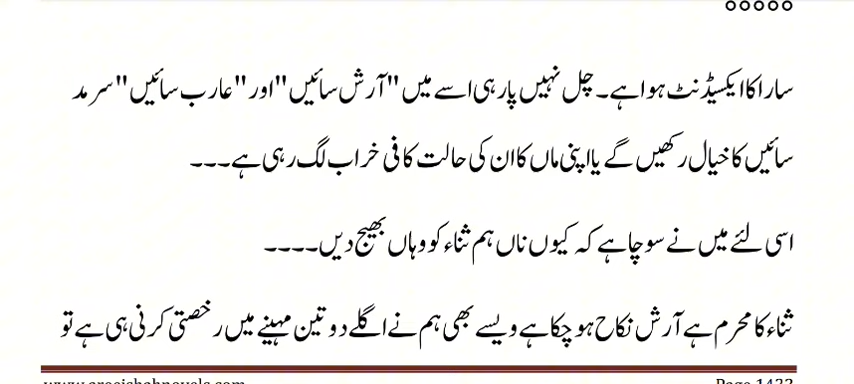 ooooo
سارا کا ایکسیڈنٹ ہوا ہے۔ چل نہیں پا رہی اسے میں "آرش سائیں" اور "عارب سائیں" سرمد
سائیں کا خیال رکھیں گے یا اپنی ماں کا ان کی حالت کافی خراب لگ رہی ہے۔۔۔
اسی لئے میں نے سوچا ہے کہ کیوں ناں ہم ثناء کو وہاں بھیج دیں۔۔۔۔
ثناء کا محرم ہے آرش نکاح ہو چکا ہے ویسے بھی ہم نے اگلے دو تین مہینے میں رخصتی کرنی ہی ہے تو